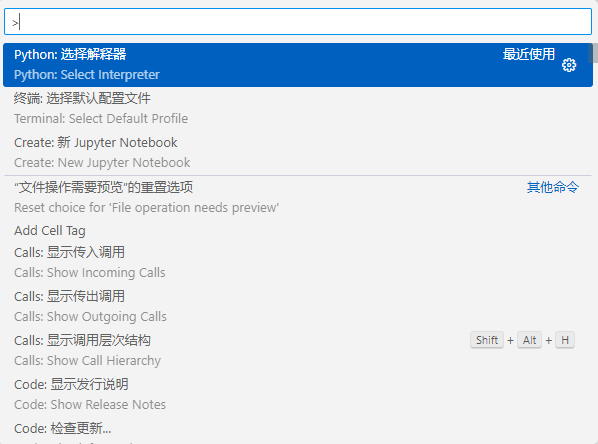 >
Python: 选择解释器 最近使用
Python: Select Interpreter
终端: 选择默认配置文件
Terminal: Select Default Profile
Create: 新 Jupyter Notebook
Create: New Jupyter Notebook
“文件操作需要预览”的重置选项 其他命令
Reset choice for 'File operation needs preview'
Add Cell Tag
Calls: 显示传入调用
Calls: Show Incoming Calls
Calls: 显示传出调用
Calls: Show Outgoing Calls
Calls: 显示调用层次结构 Shift + Alt + H
Calls: Show Call Hierarchy
Code: 显示发行说明
Code: Show Release Notes
Code: 检查更新...